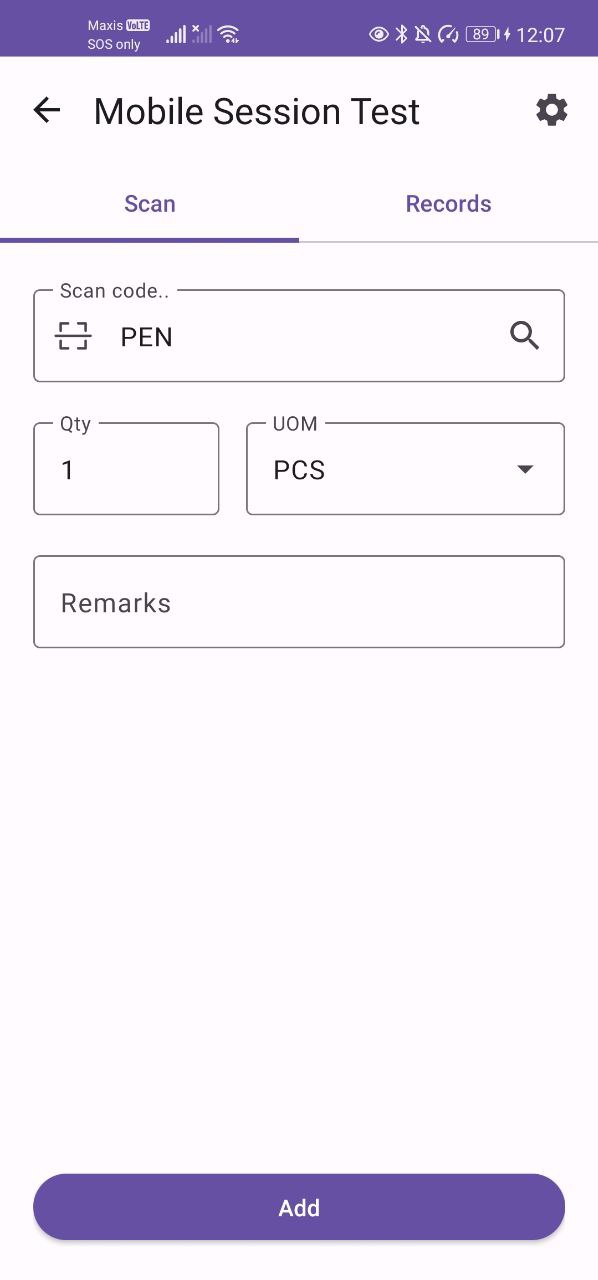 Maxis VoLTE
SOS only
89
12:07
Mobile Session Test
Scan
Records
Scan code..
PEN
Qty
1
UOM
PCS
Remarks
Add